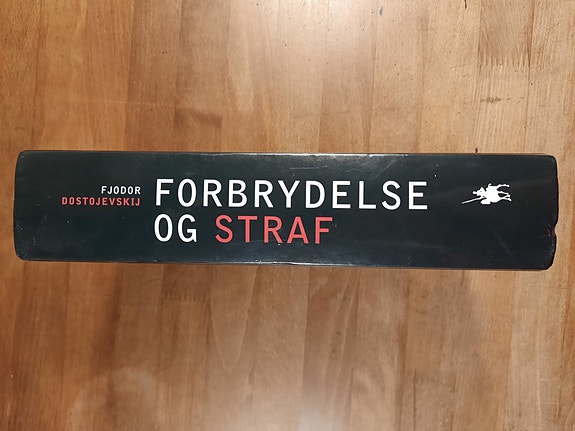 FJODOR
DOSTOJEVSKIJ
FORBRYDELSE
OG STRAF